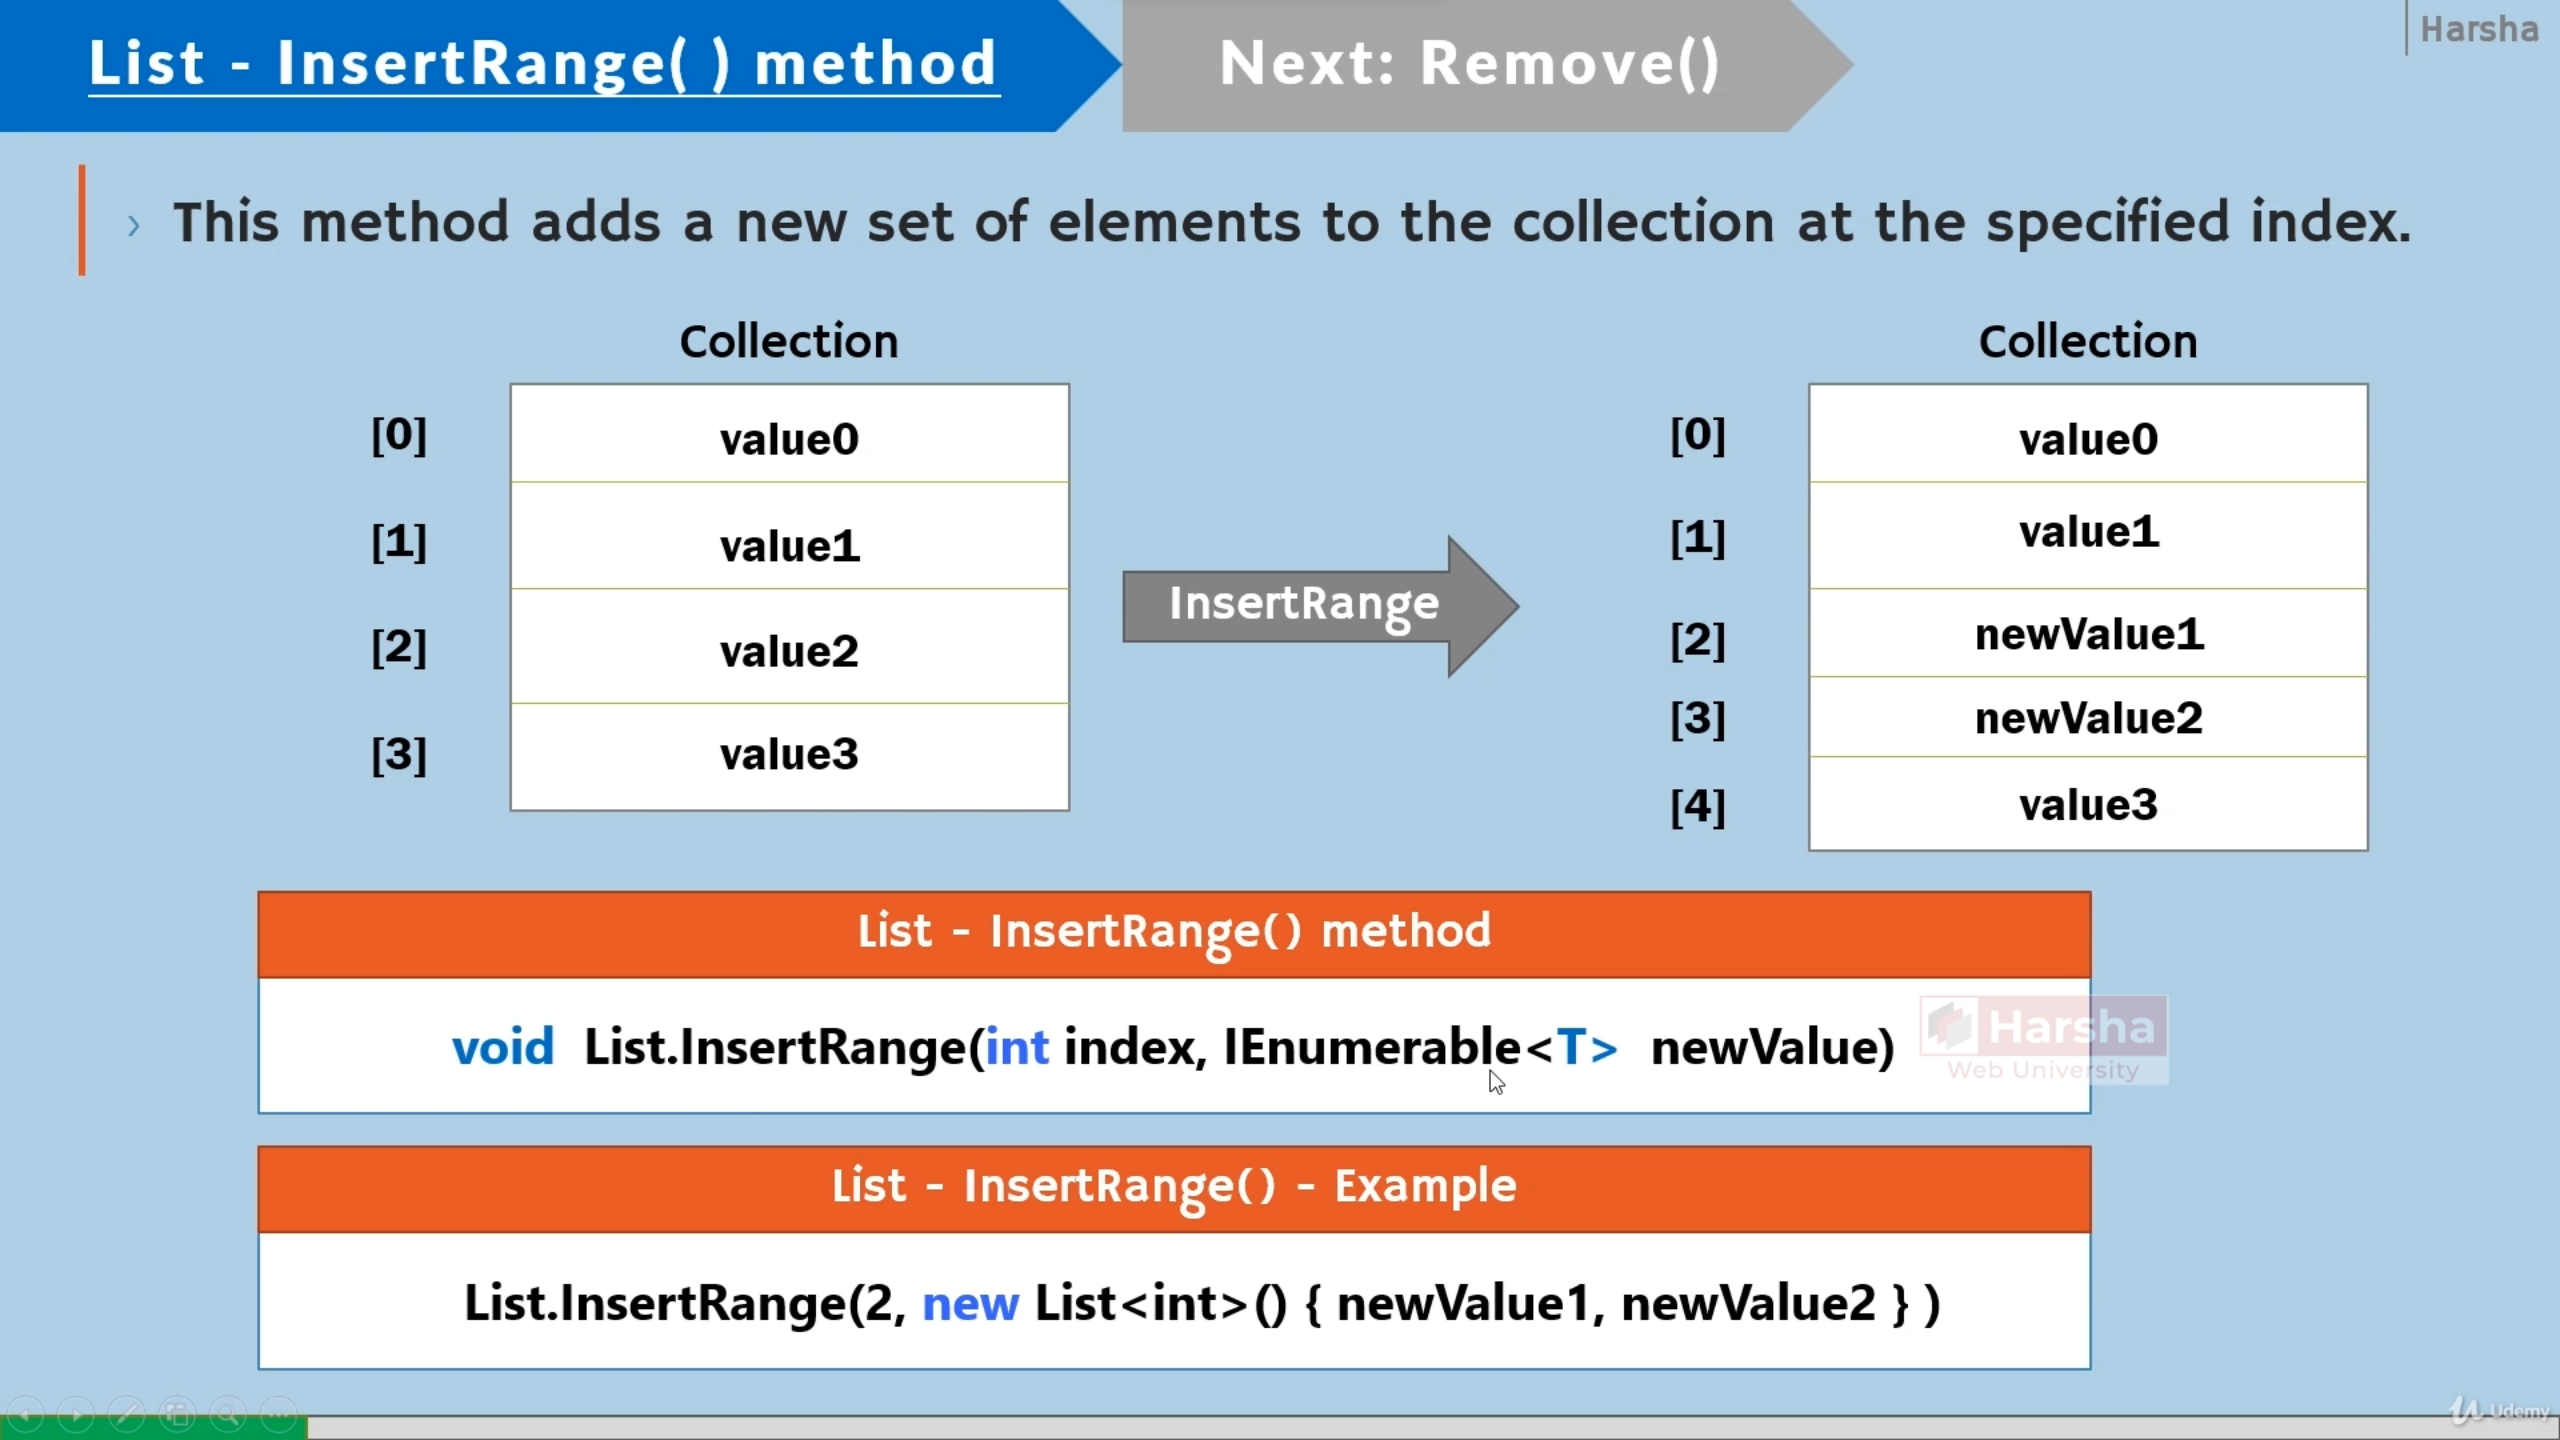 List - InsertRange( ) method
Next: Remove()
Harsha
› This method adds a new set of elements to the collection at the specified index.
Collection
[0] value0
[1] value1
[2] value2
[3] value3
InsertRange
Collection
[0] value0
[1] value1
[2] newValue1
[3] newValue2
[4] value3
List - InsertRange() method
void List.InsertRange(int index, IEnumerable<T> newValue)
Harsha
Web University
List - InsertRange() - Example
List.InsertRange(2, new List<int>() { newValue1, newValue2 } )
Udemy